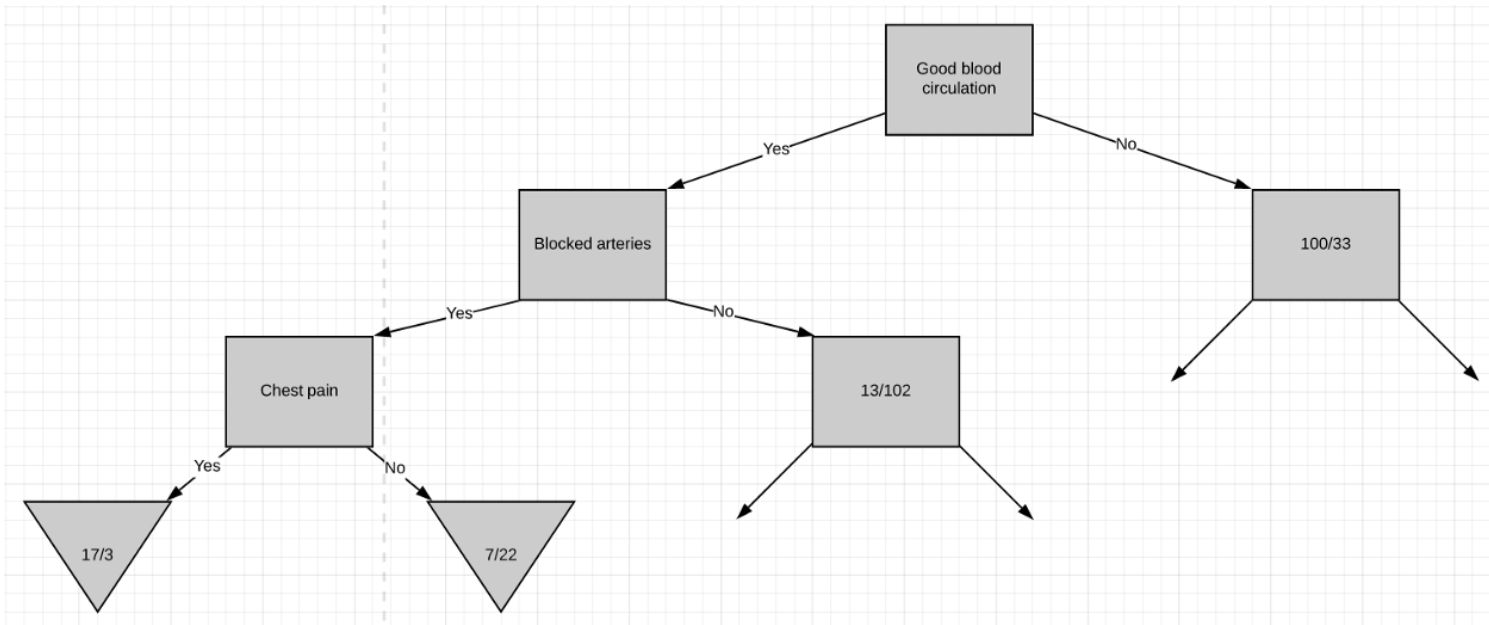 Good blood
circulation
Yes
No
Blocked arteries
100/33
Yes
No
Chest pain
13/102
Yes
No
17/3
7/22